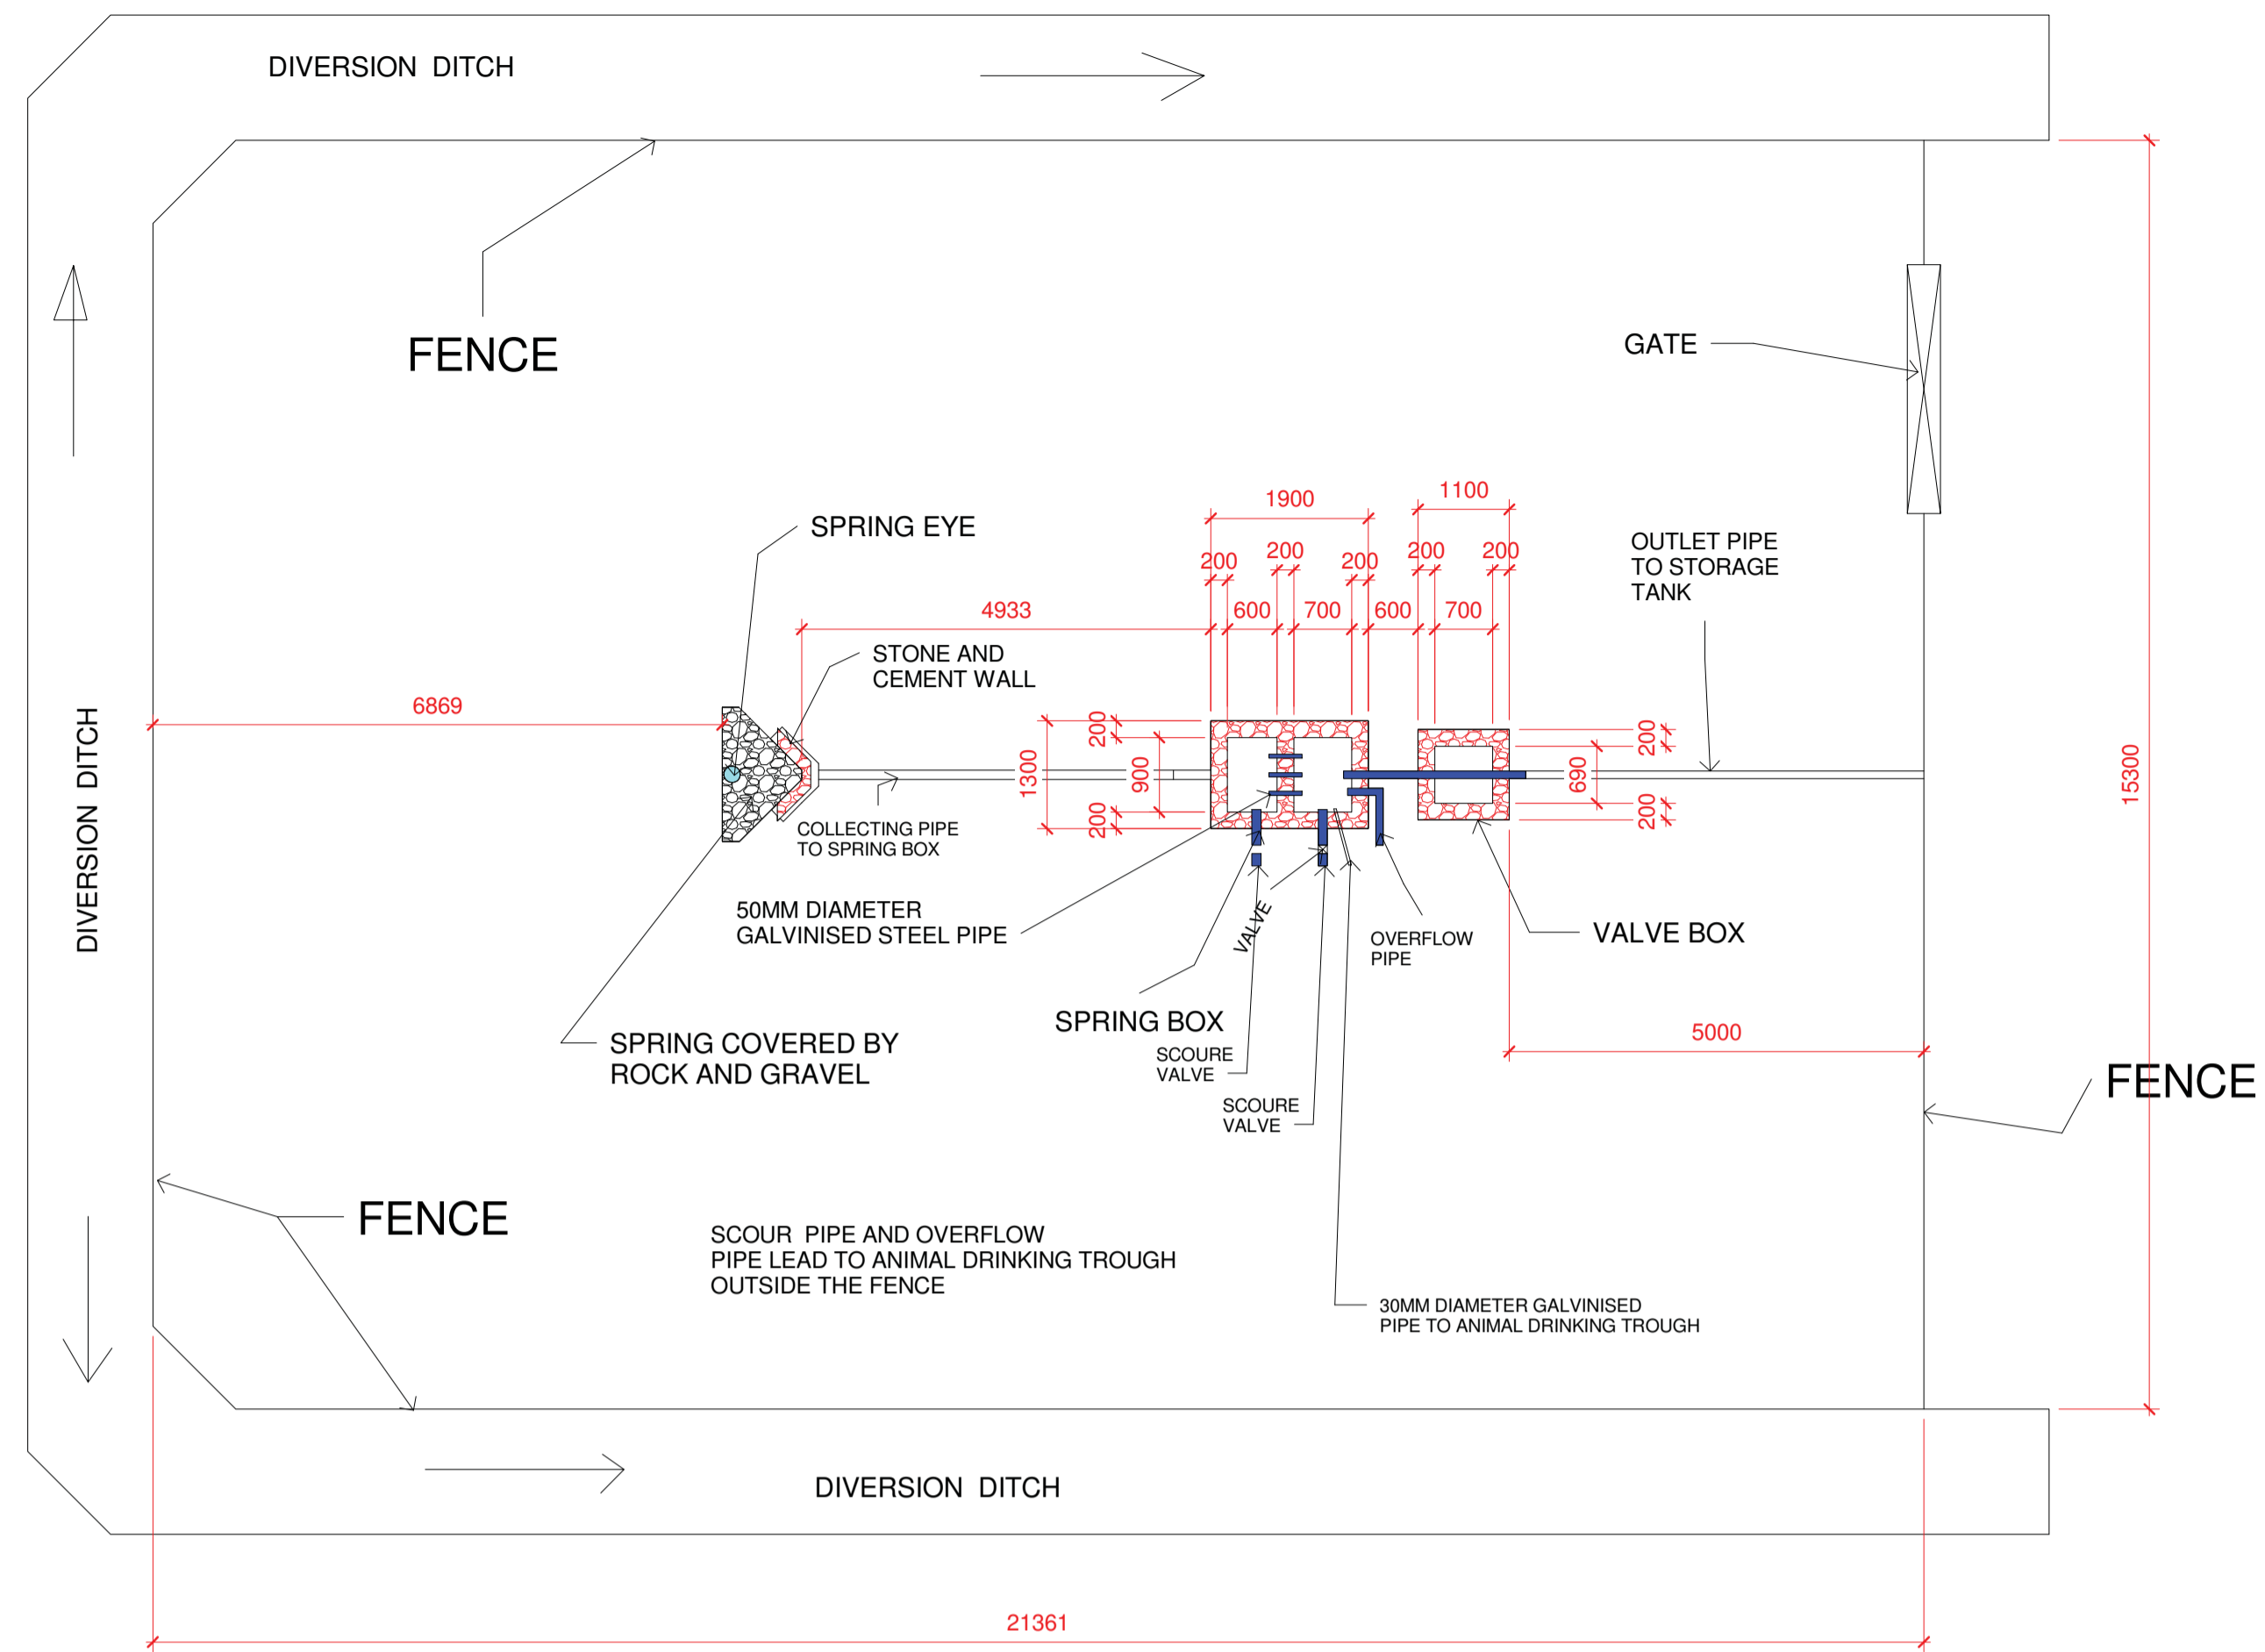 DIVERSION DITCH
FENCE
GATE
1900
1100
200
200
200
200
200
SPRING EYE
OUTLET PIPE
TO STORAGE
TANK
4933
600
700
600
700
STONE AND
CEMENT WALL
6869
DIVERSION DITCH
1300
200
900
200
200
690
200
15300
COLLECTING PIPE
TO SPRING BOX
50MM DIAMETER
GALVINISED STEEL PIPE
VALVE
OVERFLOW
PIPE
VALVE BOX
SPRING BOX
SPRING COVERED BY
ROCK AND GRAVEL
SCOURE
VALVE
5000
FENCE
SCOURE
VALVE
FENCE
SCOUR PIPE AND OVERFLOW
PIPE LEAD TO ANIMAL DRINKING TROUGH
OUTSIDE THE FENCE
30MM DIAMETER GALVINISED
PIPE TO ANIMAL DRINKING TROUGH
DIVERSION DITCH
21361